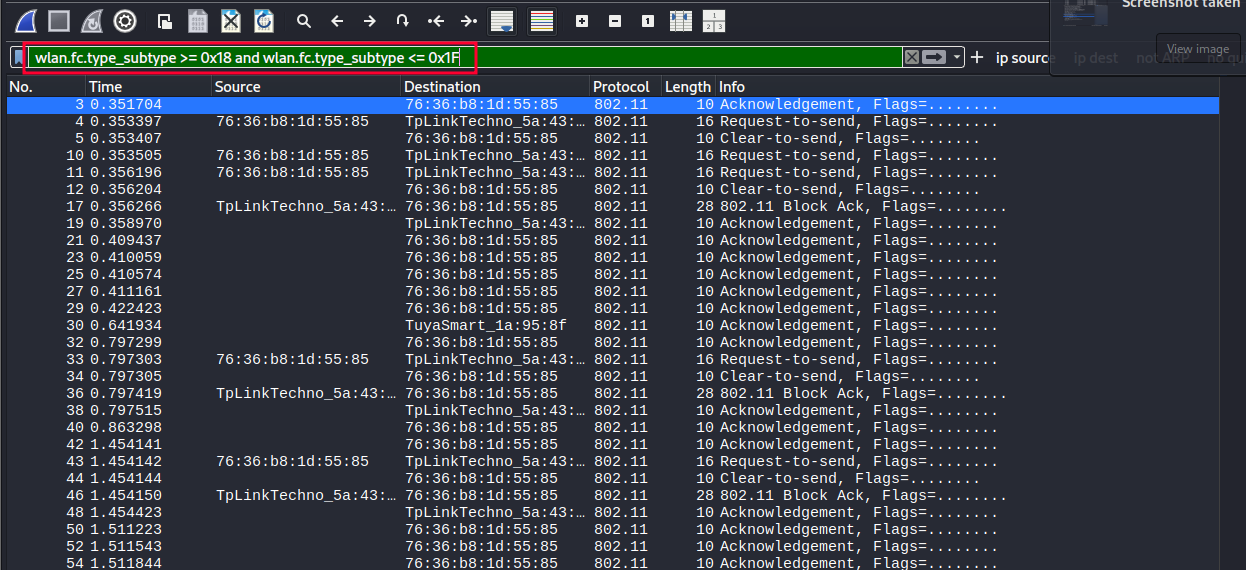 Screenshot taken
View image
wlan.fc.type_subtype >= 0x18 and wlan.fc.type_subtype <= 0x1F
ip source ip dest not ARP no qu
No. Time Source Destination Protocol Length Info
3 0.351704 76:36:b8:1d:55:85 802.11 10 Acknowledgement, Flags=........
4 0.353397 76:36:b8:1d:55:85 TpLinkTechno_5a:43:… 802.11 16 Request-to-send, Flags=........
5 0.353407 76:36:b8:1d:55:85 802.11 10 Clear-to-send, Flags=........
10 0.353505 76:36:b8:1d:55:85 TpLinkTechno_5a:43:… 802.11 16 Request-to-send, Flags=........
11 0.356196 76:36:b8:1d:55:85 TpLinkTechno_5a:43:… 802.11 16 Request-to-send, Flags=........
12 0.356204 76:36:b8:1d:55:85 802.11 10 Clear-to-send, Flags=........
17 0.356266 TpLinkTechno_5a:43:… 76:36:b8:1d:55:85 802.11 28 802.11 Block Ack, Flags=........
19 0.358970 TpLinkTechno_5a:43:… 802.11 10 Acknowledgement, Flags=........
21 0.409437 76:36:b8:1d:55:85 802.11 10 Acknowledgement, Flags=........
23 0.410059 76:36:b8:1d:55:85 802.11 10 Acknowledgement, Flags=........
25 0.410574 76:36:b8:1d:55:85 802.11 10 Acknowledgement, Flags=........
27 0.411161 76:36:b8:1d:55:85 802.11 10 Acknowledgement, Flags=........
29 0.422423 76:36:b8:1d:55:85 802.11 10 Acknowledgement, Flags=........
30 0.641934 TuyaSmart_1a:95:8f 802.11 10 Acknowledgement, Flags=........
32 0.797299 76:36:b8:1d:55:85 802.11 10 Acknowledgement, Flags=........
33 0.797303 76:36:b8:1d:55:85 TpLinkTechno_5a:43:… 802.11 16 Request-to-send, Flags=........
34 0.797305 76:36:b8:1d:55:85 802.11 10 Clear-to-send, Flags=........
36 0.797419 TpLinkTechno_5a:43:… 76:36:b8:1d:55:85 802.11 28 802.11 Block Ack, Flags=........
38 0.797515 TpLinkTechno_5a:43:… 802.11 10 Acknowledgement, Flags=........
40 0.863298 76:36:b8:1d:55:85 802.11 10 Acknowledgement, Flags=........
42 1.454141 76:36:b8:1d:55:85 802.11 10 Acknowledgement, Flags=........
43 1.454142 76:36:b8:1d:55:85 TpLinkTechno_5a:43:… 802.11 16 Request-to-send, Flags=........
44 1.454144 76:36:b8:1d:55:85 802.11 10 Clear-to-send, Flags=........
46 1.454150 TpLinkTechno_5a:43:… 76:36:b8:1d:55:85 802.11 28 802.11 Block Ack, Flags=........
48 1.454423 TpLinkTechno_5a:43:… 802.11 10 Acknowledgement, Flags=........
50 1.511223 76:36:b8:1d:55:85 802.11 10 Acknowledgement, Flags=........
52 1.511543 76:36:b8:1d:55:85 802.11 10 Acknowledgement, Flags=........
54 1.511844 76:36:b8:1d:55:85 802.11 10 Acknowledgement, Flags=........